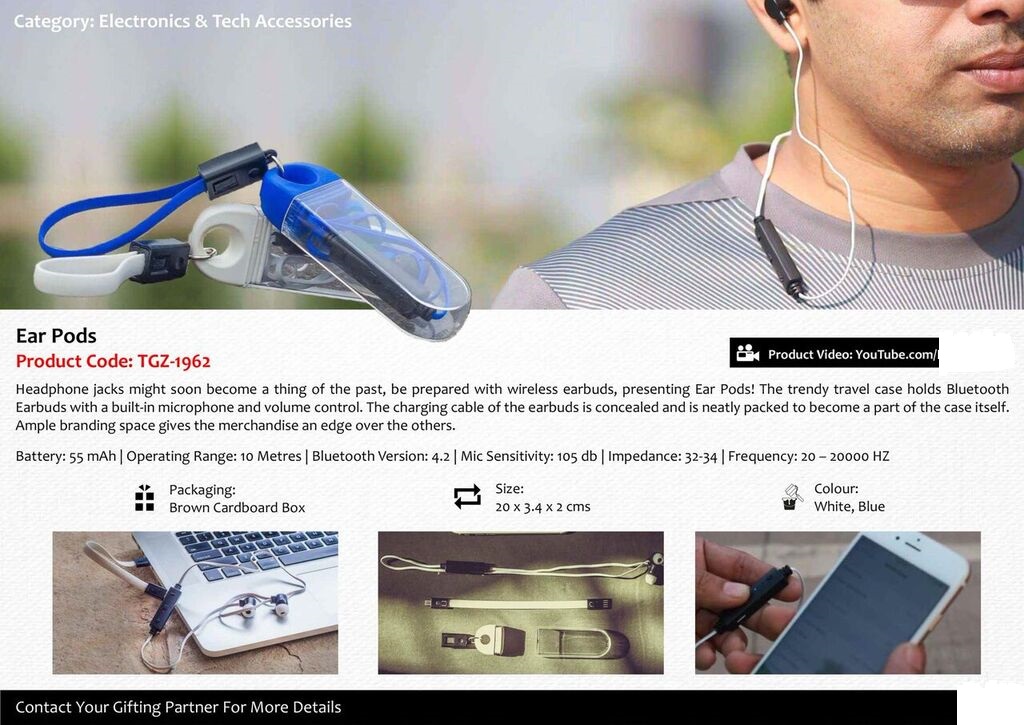 Category: Electronics & Tech Accessories
Ear Pods
Product Code: TGZ-1962
Product Video: YouTube.com/
Headphone jacks might soon become a thing of the past, be prepared with wireless earbuds, presenting Ear Pods! The trendy travel case holds Bluetooth
Earbuds with a built-in microphone and volume control. The charging cable of the earbuds is concealed and is neatly packed to become a part of the case itself.
Ample branding space gives the merchandise an edge over the others.
Battery: 55 mAh | Operating Range: 10 Metres | Bluetooth Version: 4.2 | Mic Sensitivity: 105 db | Impedance: 32-34 | Frequency: 20 – 20000 HZ
Packaging:
Brown Cardboard Box
Size:
20 x 3.4 x 2 cms
Colour:
White, Blue
Contact Your Gifting Partner For More Details